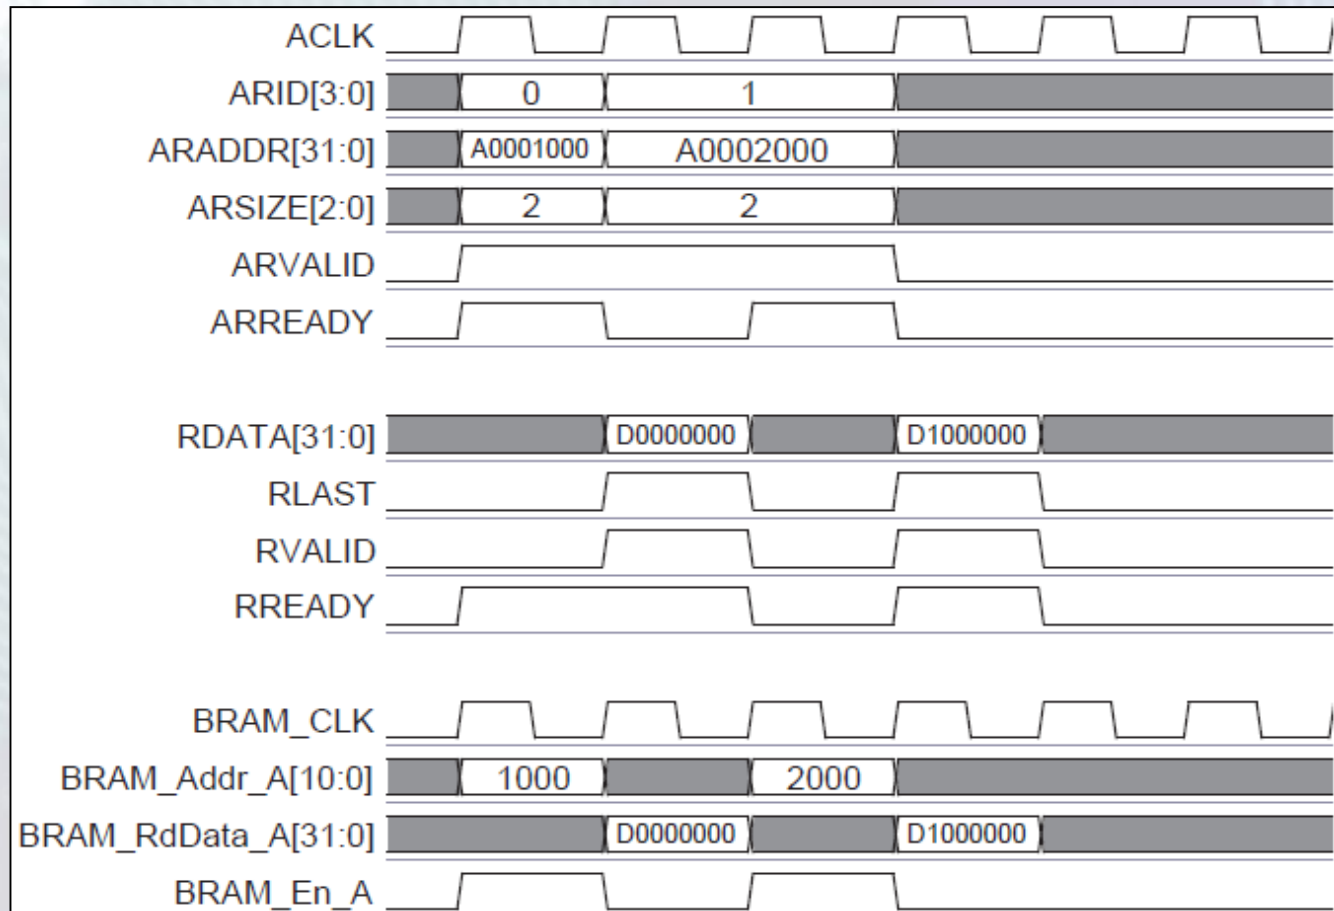 ACLK
ARID[3:0] 0 1
ARADDR[31:0] A0001000 A0002000
ARSIZE[2:0] 2 2
ARVALID
ARREADY
RDATA[31:0] D0000000 D1000000
RLAST
RVALID
RREADY
BRAM_CLK
BRAM_Addr_A[10:0] 1000 2000
BRAM_RdData_A[31:0] D0000000 D1000000
BRAM_En_A